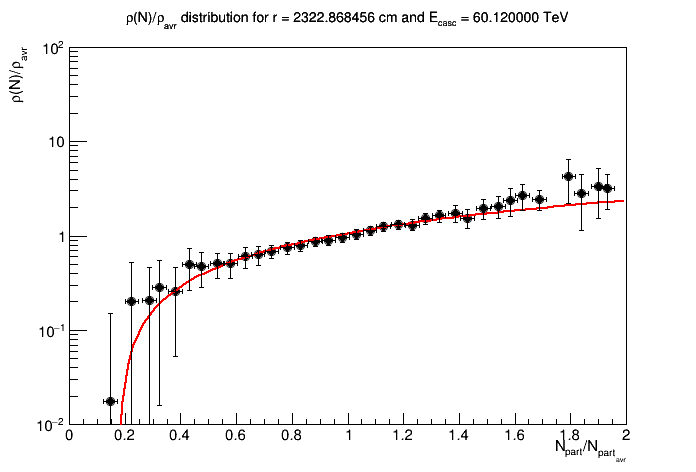 ρ(N)/ρavr distribution for r = 2322.868456 cm and Ecasc = 60.120000 TeV
ρ(N)/ρavr
10²
10
1
10⁻¹
10⁻²
0 0.2 0.4 0.6 0.8 1 1.2 1.4 1.6 1.8 2
Npart/Npartavr